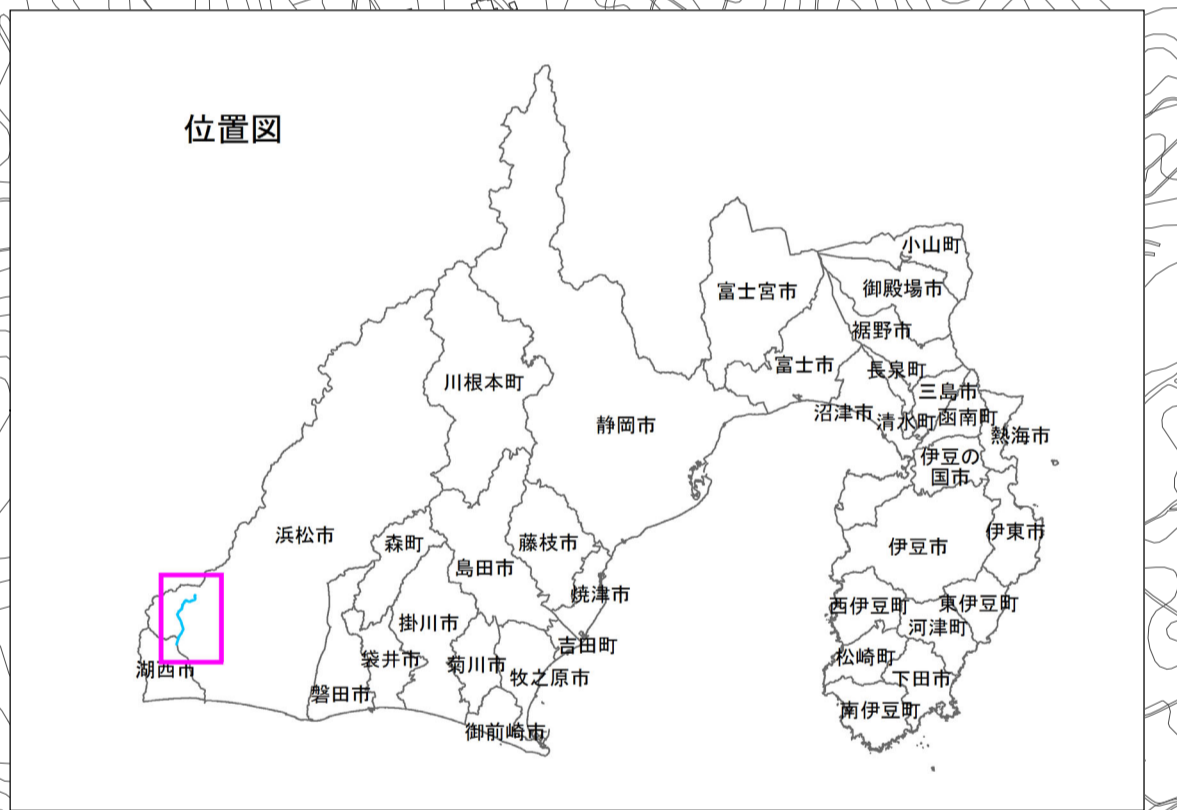 位置図
小山町
御殿場市
富士宮市
裾野市
富士市
長泉町
川根本町
三島市
沼津市
清水町
函南町
静岡市
熱海市
伊豆の
国市
浜松市
森町
藤枝市
伊東市
伊豆市
島田市
焼津市
西伊豆町
東伊豆町
掛川市
河津町
吉田町
袋井市
菊川市
松崎町
湖西市
牧之原市
下田市
磐田市
南伊豆町
御前崎市